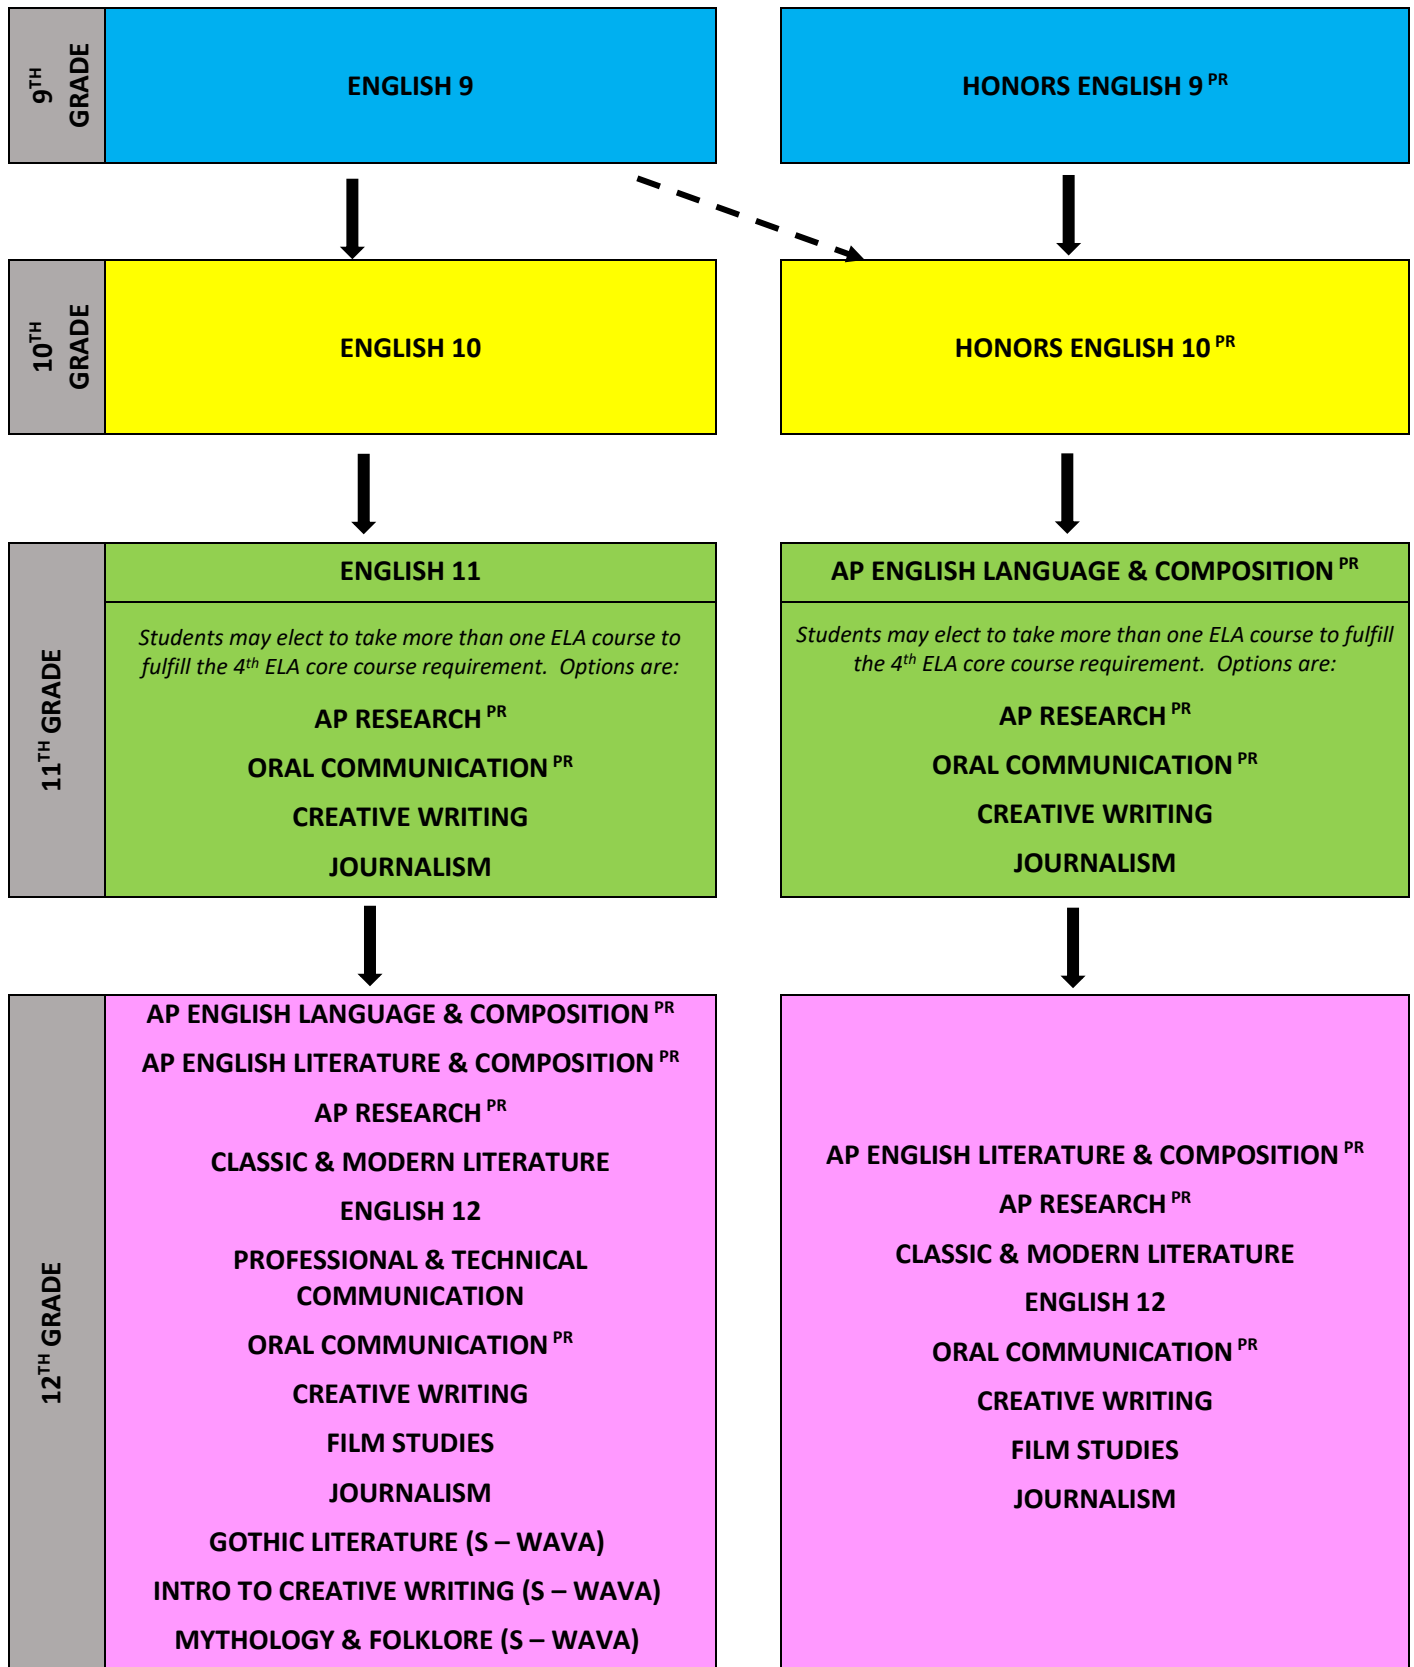 9TH
GRADE
ENGLISH 9
HONORS ENGLISH 9 PR
10TH
GRADE
ENGLISH 10
HONORS ENGLISH 10 PR
11TH GRADE
ENGLISH 11
Students may elect to take more than one ELA course to
fulfill the 4th ELA core course requirement.  Options are:
AP RESEARCH PR
ORAL COMMUNICATION PR
CREATIVE WRITING
JOURNALISM
AP ENGLISH LANGUAGE & COMPOSITION PR
Students may elect to take more than one ELA course to fulfill
the 4th ELA core course requirement.  Options are:
AP RESEARCH PR
ORAL COMMUNICATION PR
CREATIVE WRITING
JOURNALISM
12TH GRADE
AP ENGLISH LANGUAGE & COMPOSITION PR
AP ENGLISH LITERATURE & COMPOSITION PR
AP RESEARCH PR
CLASSIC & MODERN LITERATURE
ENGLISH 12
PROFESSIONAL & TECHNICAL
COMMUNICATION
ORAL COMMUNICATION PR
CREATIVE WRITING
FILM STUDIES
JOURNALISM
GOTHIC LITERATURE (S – WAVA)
INTRO TO CREATIVE WRITING (S – WAVA)
MYTHOLOGY & FOLKLORE (S – WAVA)
AP ENGLISH LITERATURE & COMPOSITION PR
AP RESEARCH PR
CLASSIC & MODERN LITERATURE
ENGLISH 12
ORAL COMMUNICATION PR
CREATIVE WRITING
FILM STUDIES
JOURNALISM